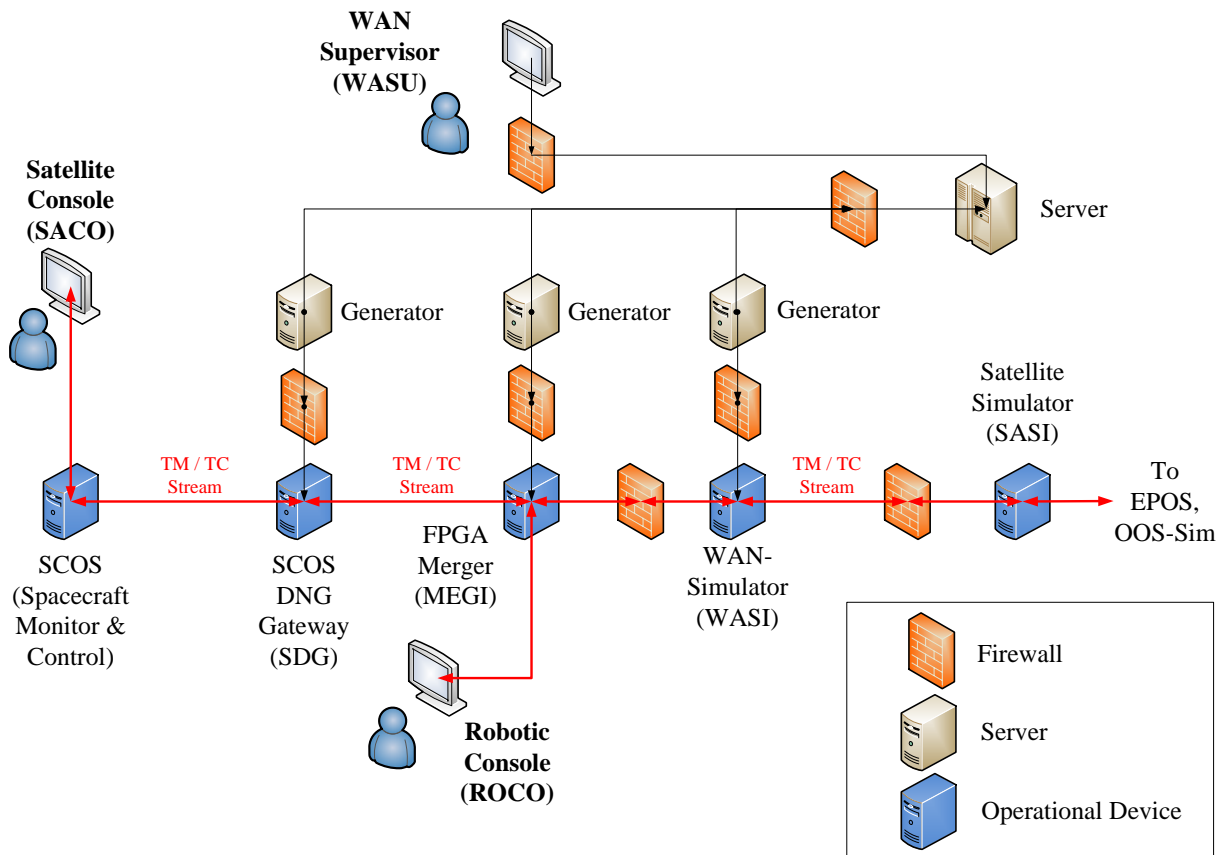 WAN
Supervisor
(WASU)
Satellite
Console
(SACO)
Server
Generator
Generator
Generator
Satellite
Simulator
(SASI)
TM / TC
Stream
TM / TC
Stream
TM / TC
Stream
To
EPOS,
OOS-Sim
SCOS
(Spacecraft
Monitor &
Control)
SCOS
DNG
Gateway
(SDG)
FPGA
Merger
(MEGI)
WAN-
Simulator
(WASI)
Robotic
Console
(ROCO)
Firewall
Server
Operational Device